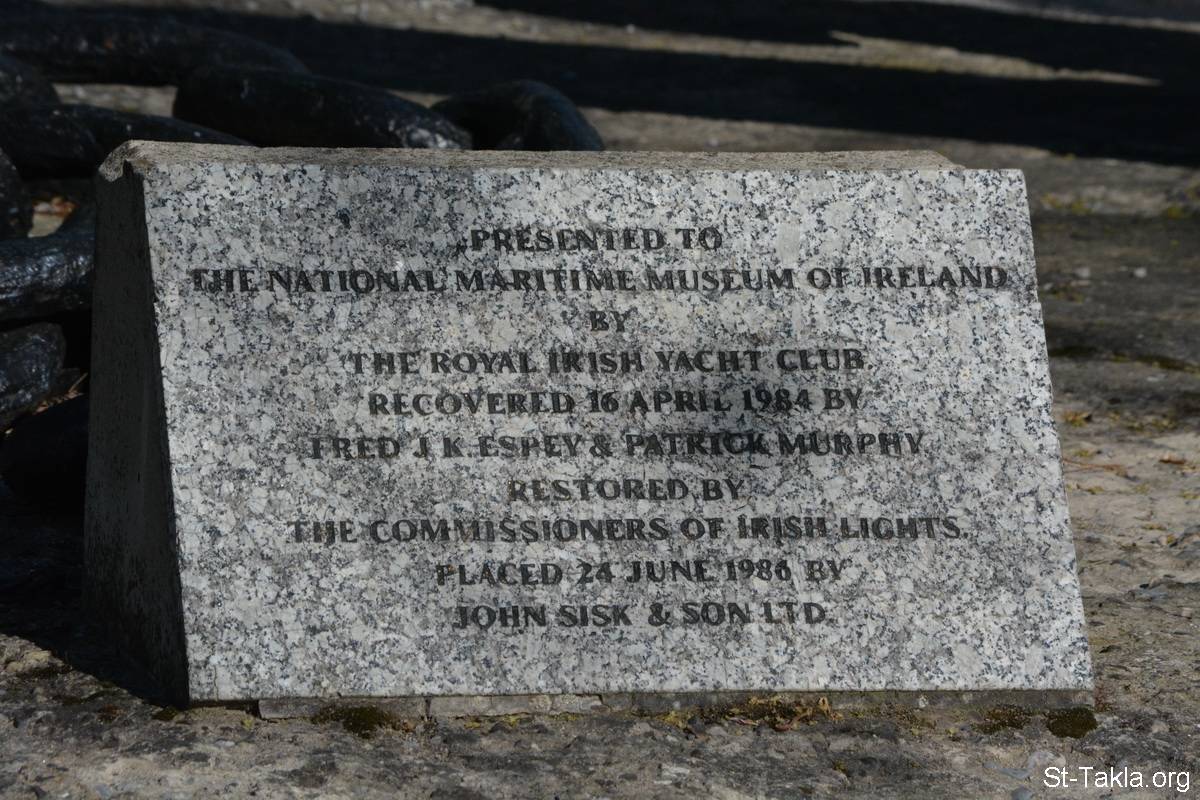 PRESENTED TO
THE NATIONAL MARITIME MUSEUM OF IRELAND
BY
THE ROYAL IRISH YACHT CLUB.
RECOVERED 16 APRIL 1984 BY
FRED J. K. ESPEY & PATRICK MURPHY
RESTORED BY
THE COMMISSIONERS OF IRISH LIGHTS.
PLACED 24 JUNE 1986 BY
JOHN SISK & SON LTD.
St-Takla.org